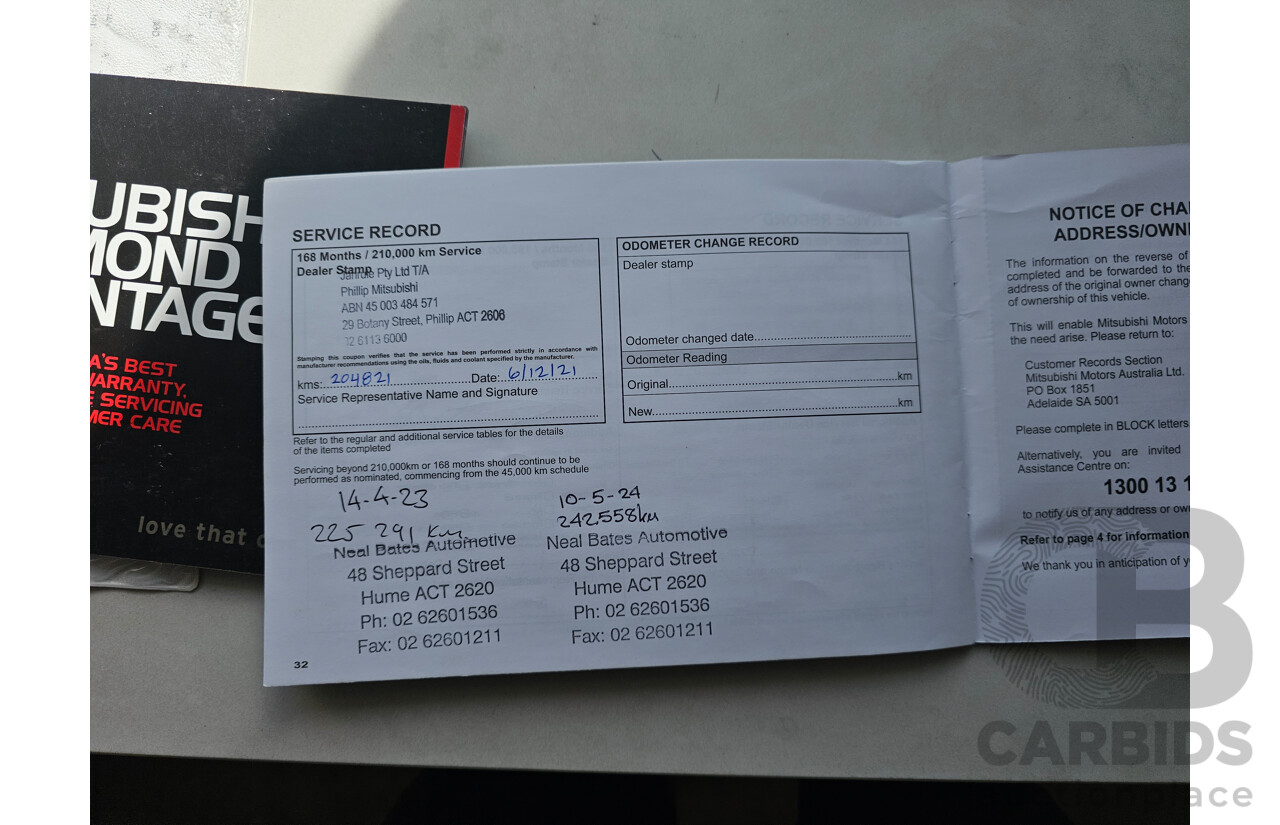 UBISH
MOND
NTAGE
A'S BEST
WARRANTY.
E SERVICING
MER CARE
love that
SERVICE RECORD
168 Months / 210,000 km Service
Dealer Stamp
Janrule Pty Ltd T/A
Phillip Mitsubishi
ABN 45 003 484 571
29 Botany Street, Phillip ACT 2606
02 6113 6000
Stamping this coupon verifies that the service has been performed strictly in accordance with
manufacturer recommendations using the oils, fluids and coolant specified by the manufacturer.
kms: 204821 Date: 6/12/21
Service Representative Name and Signature
Refer to the regular and additional service tables for the details
of the items completed
Servicing beyond 210,000km or 168 months should continue to be
performed as nominated, commencing from the 45,000 km schedule
14-4-23
225 291 Km
Neal Bates Automotive
48 Sheppard Street
Hume ACT 2620
Ph: 02 62601536
Fax: 02 62601211
10-5-24
242558km
Neal Bates Automotive
48 Sheppard Street
Hume ACT 2620
Ph: 02 62601536
Fax: 02 62601211
32
ODOMETER CHANGE RECORD
Dealer stamp
Odometer changed date
Odometer Reading
Original km
New km
NOTICE OF CHA
ADDRESS/OWN
The information on the reverse of
completed and be forwarded to the
address of the original owner chang
of ownership of this vehicle.
This will enable Mitsubishi Motors
the need arise. Please return to:
Customer Records Section
Mitsubishi Motors Australia Ltd.
PO Box 1851
Adelaide SA 5001
Please complete in BLOCK letters
Alternatively, you are invited
Assistance Centre on:
1300 13 1
to notify us of any address or own
Refer to page 4 for information
We thank you in anticipation of y
CB
CARBIDS
place